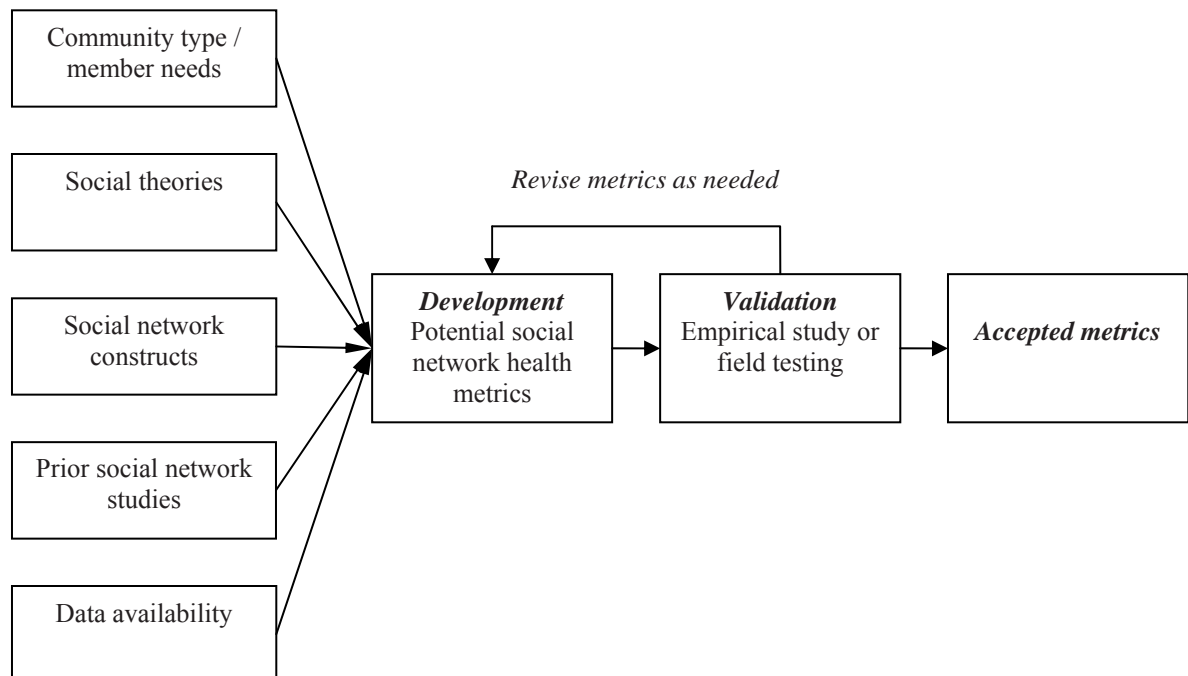 Community type /
member needs
Social theories
Social network
constructs
Prior social network
studies
Data availability
Revise metrics as needed
Development
Potential social
network health
metrics
Validation
Empirical study or
field testing
Accepted metrics